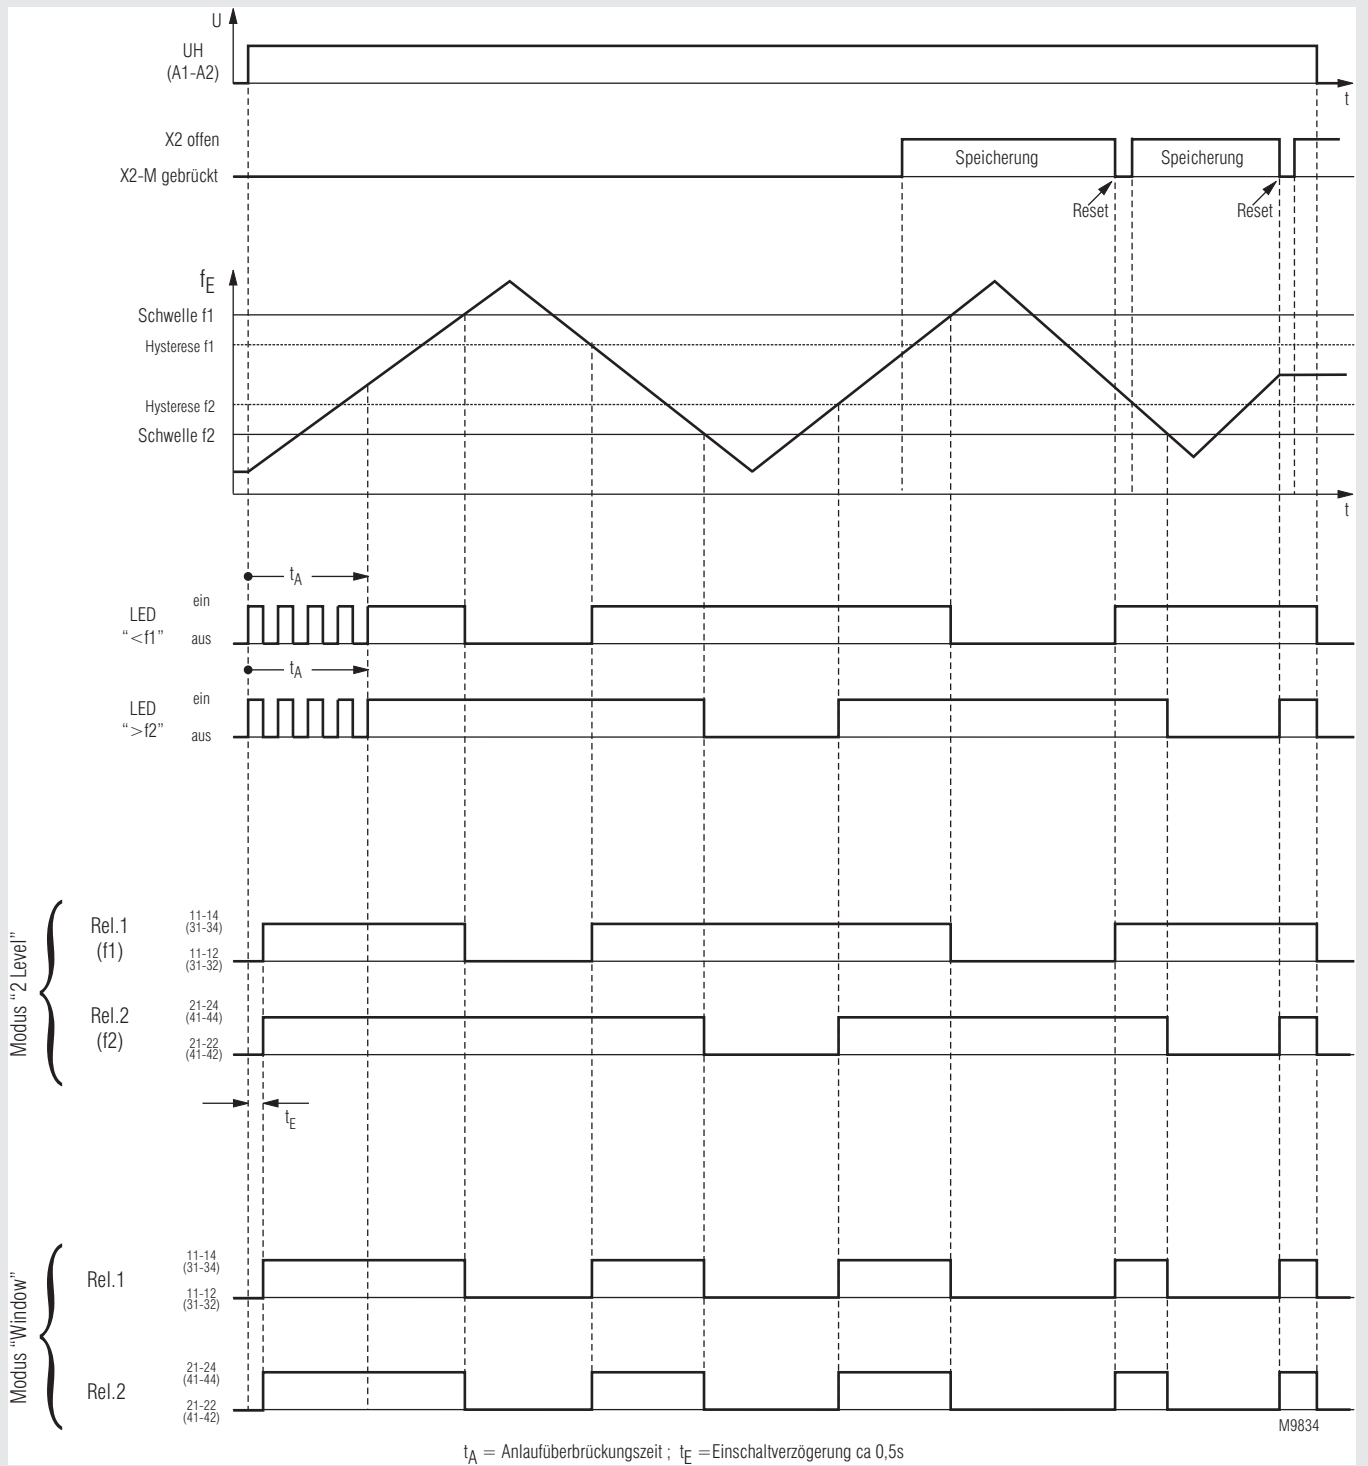 U
UH
(A1-A2)
t
X2 offen
Speicherung
Speicherung
X2-M gebrückt
Reset
Reset
fE
Schwelle f1
Hysterese f1
Hysterese f2
Schwelle f2
t
tA
LED
“<f1”
ein
aus
tA
LED
“>f2”
ein
aus
Modus “2 Level”
Rel.1
(f1)
11-14
(31-34)
11-12
(31-32)
Rel.2
(f2)
21-24
(41-44)
21-22
(41-42)
tE
Modus “Window”
Rel.1
11-14
(31-34)
11-12
(31-32)
Rel.2
21-24
(41-44)
21-22
(41-42)
M9834
tA = Anlaufüberbrückungszeit ; tE =Einschaltverzögerung ca 0,5s